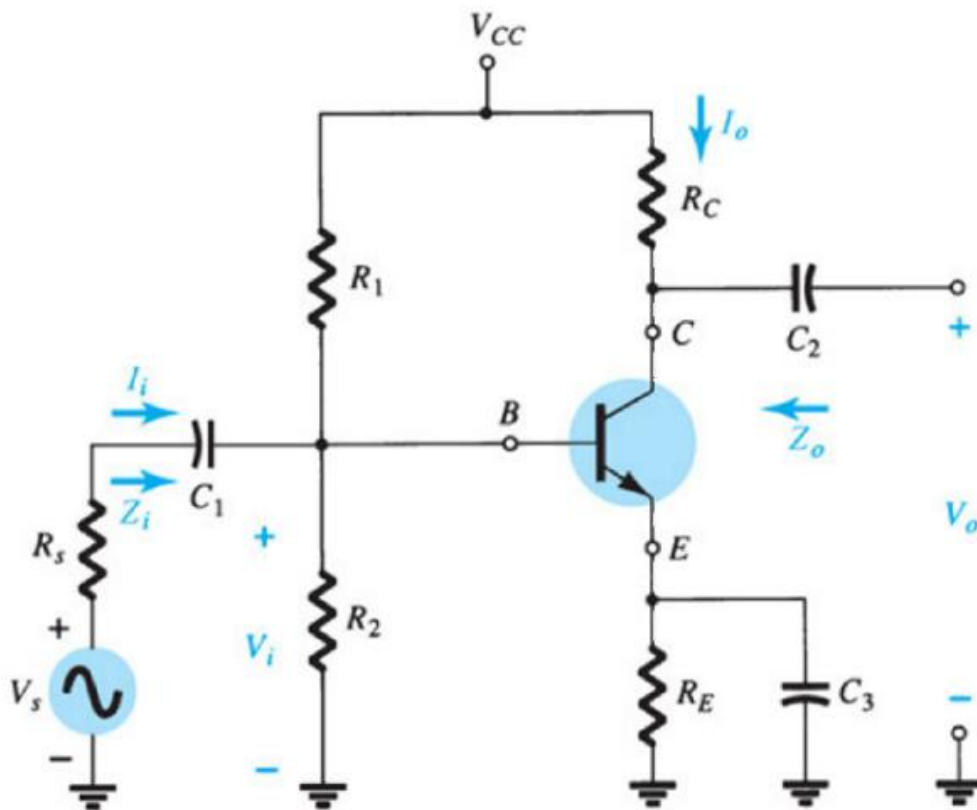 V_CC
I_o
R_C
R_1
C
C_2
+
I_i
B
Z_o
Z_i
C_1
+
E
V_o
R_s
R_2
+
V_i
V_s
R_E
C_3
−
−
−